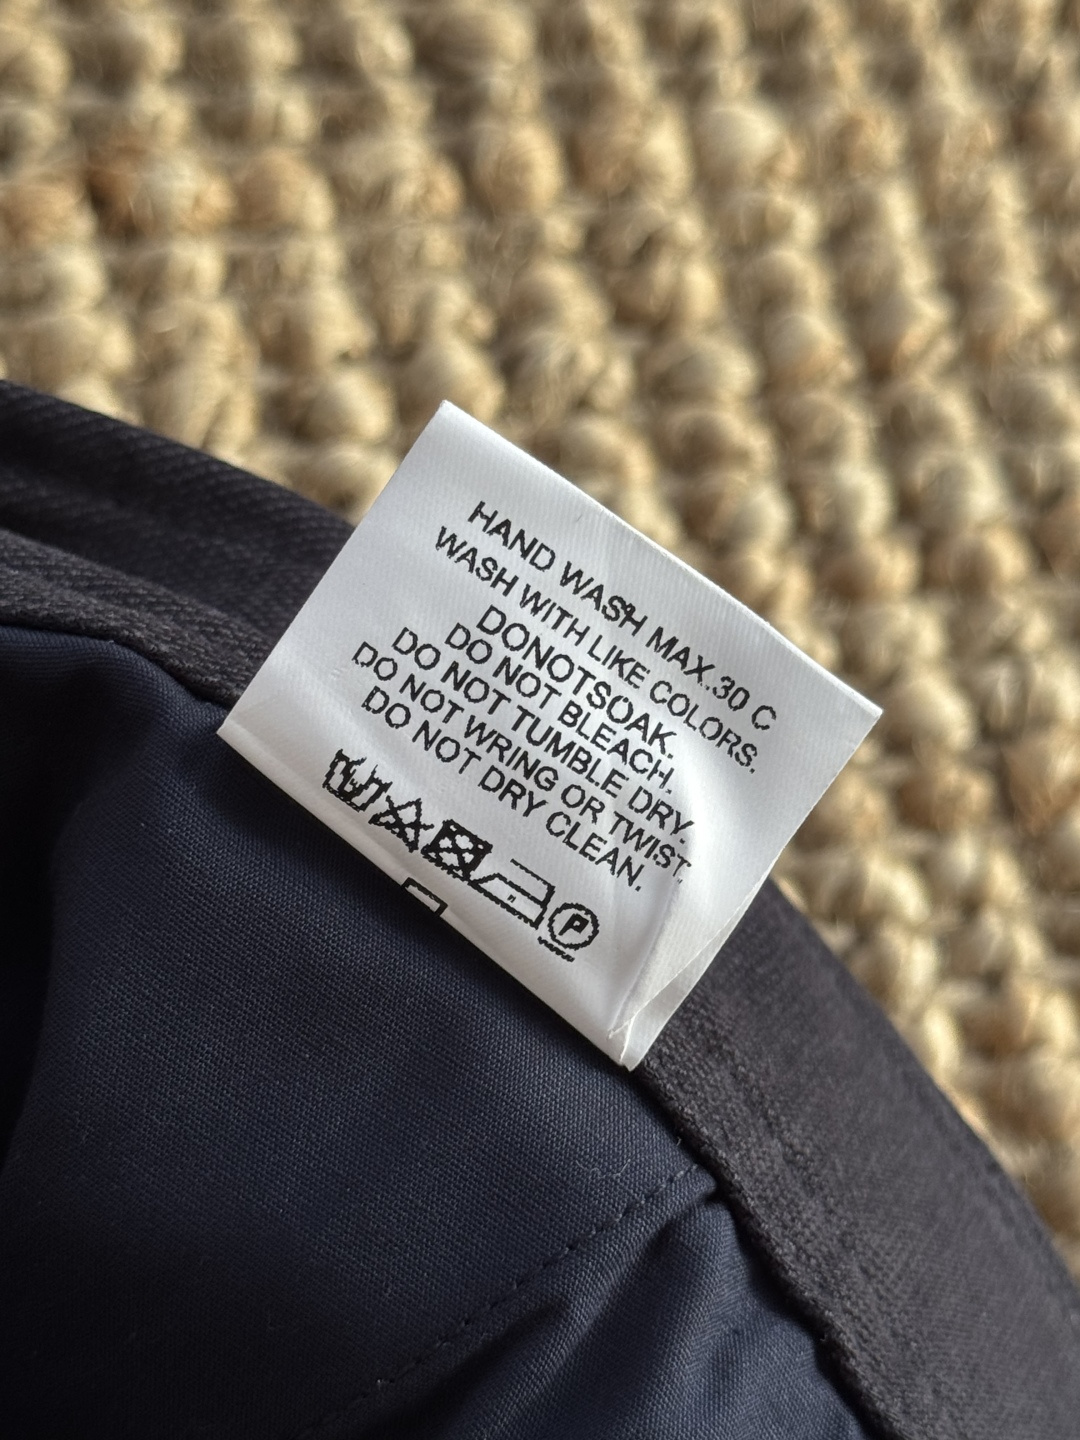 HAND WASH MAX.30 C
WASH WITH LIKE COLORS.
DONOTSOAK.
DO NOT BLEACH.
DO NOT TUMBLE DRY.
DO NOT WRING OR TWIST.
DO NOT DRY CLEAN.
P